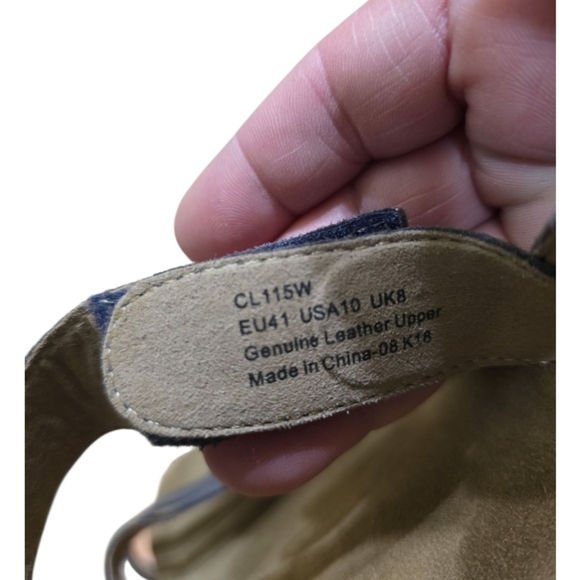 CL115W
EU41 USA10 UK8
Genuine Leather Upper
Made In China-08 K18